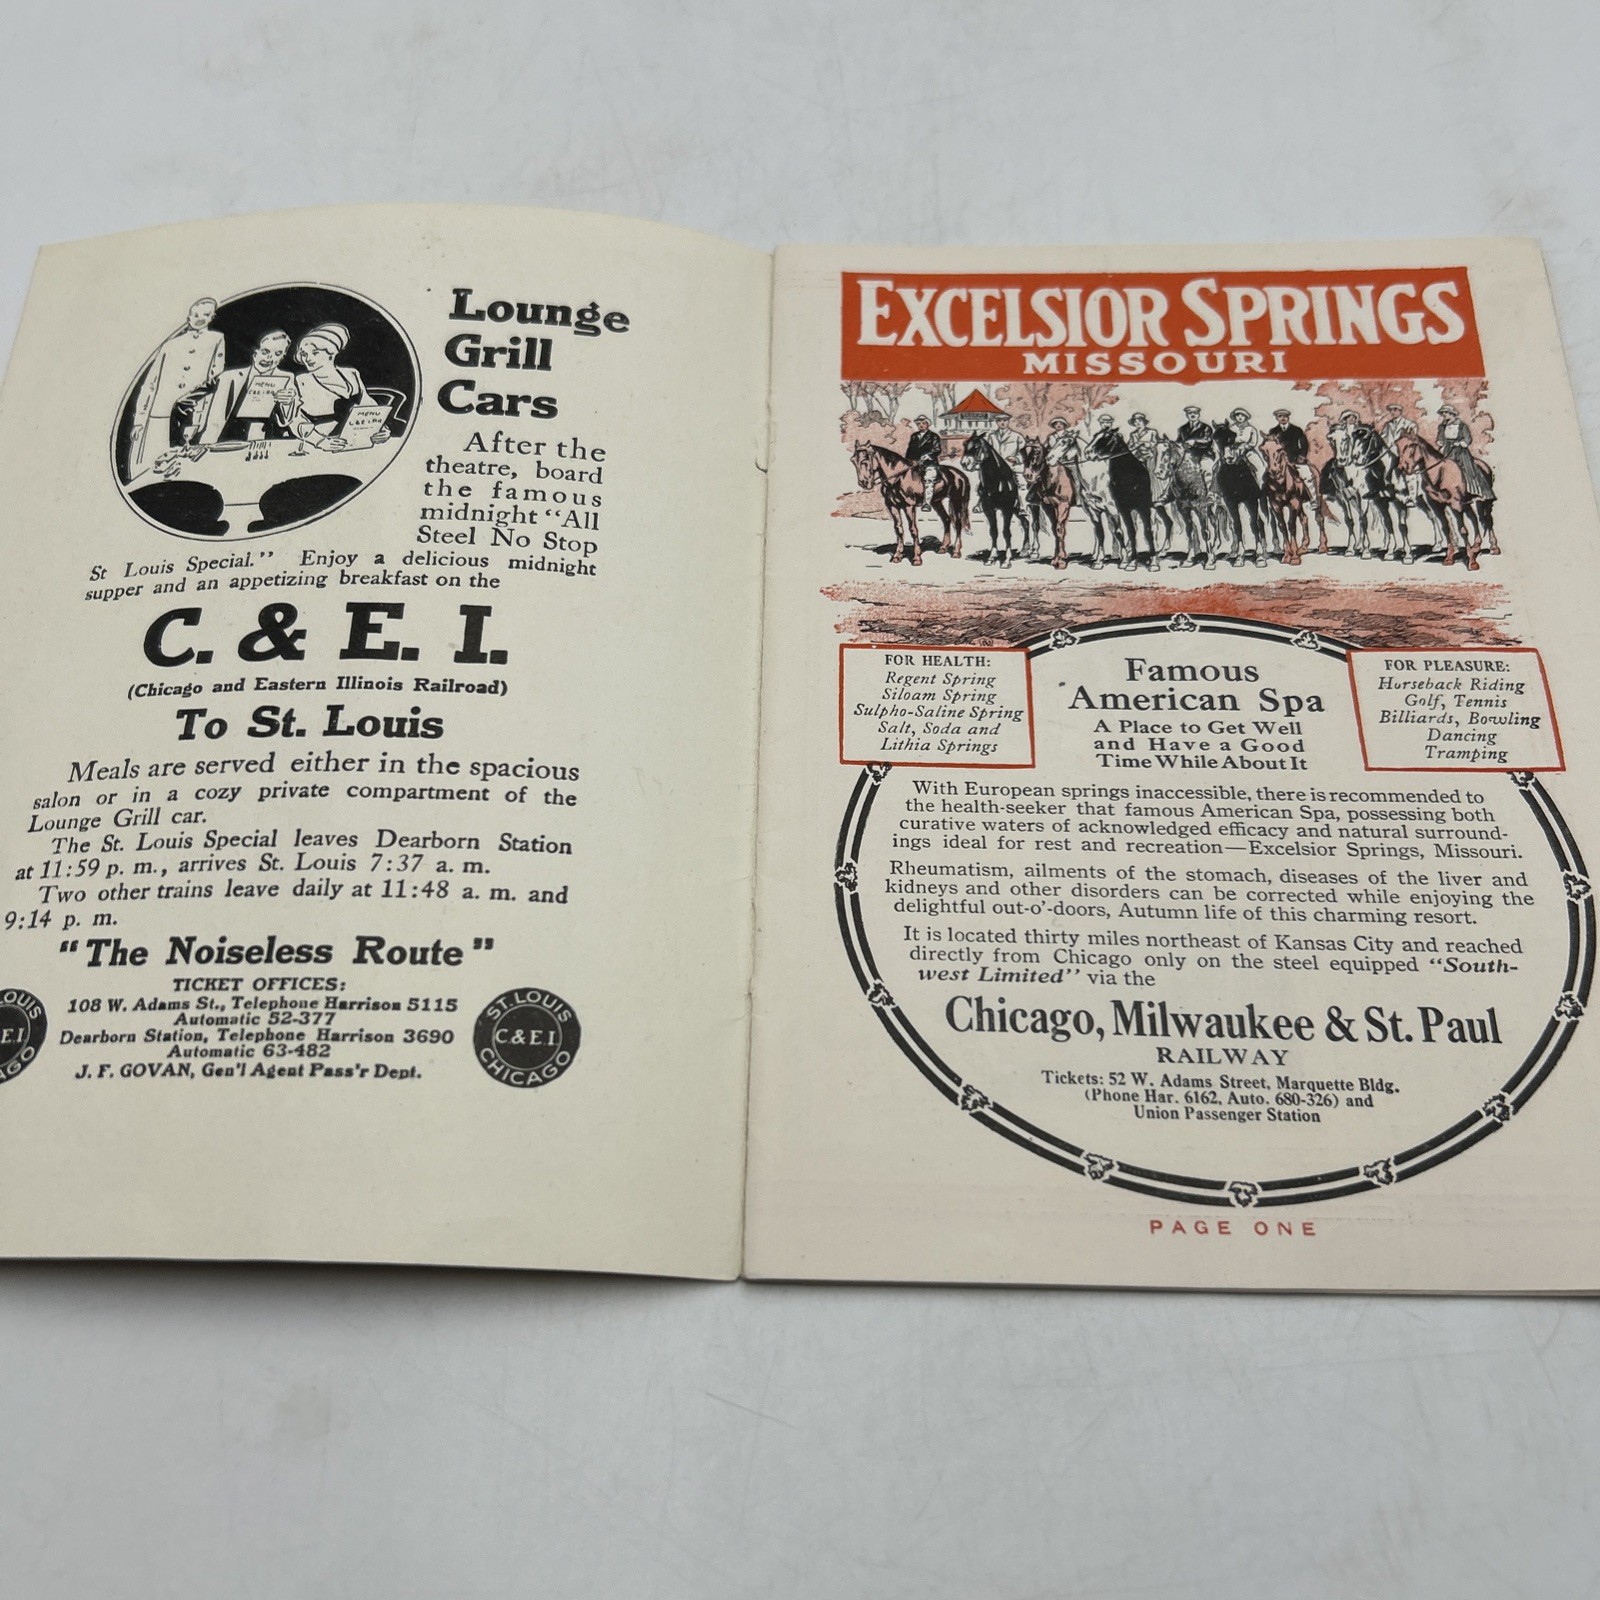 Lounge
Grill
Cars
MENU
C&E.I.R.R.
MENU
After the
theatre, board
the famous
midnight "All
Steel No Stop
St Louis Special." Enjoy a delicious midnight
supper and an appetizing breakfast on the
C. & E. I.
(Chicago and Eastern Illinois Railroad)
To St. Louis
Meals are served either in the spacious
salon or in a cozy private compartment of the
Lounge Grill car.
The St. Louis Special leaves Dearborn Station
at 11:59 p. m., arrives St. Louis 7:37 a. m.
Two other trains leave daily at 11:48 a. m. and
9:14 p. m.
"The Noiseless Route"
TICKET OFFICES:
108 W. Adams St., Telephone Harrison 5115
Automatic 52-377
Dearborn Station, Telephone Harrison 3690
Automatic 63-482
J. F. GOVAN, Gen'l Agent Pass'r Dept.
ST. LOUIS
C&E.I.
CHICAGO
EXCELSIOR SPRINGS
MISSOURI
FOR HEALTH:
Regent Spring
Siloam Spring
Sulpho-Saline Spring
Salt, Soda and
Lithia Springs
Famous
American Spa
A Place to Get Well
and Have a Good
Time While About It
FOR PLEASURE:
Horseback Riding
Golf, Tennis
Billiards, Bowling
Dancing
Tramping
With European springs inaccessible, there is recommended to
the health-seeker that famous American Spa, possessing both
curative waters of acknowledged efficacy and natural surround-
ings ideal for rest and recreation—Excelsior Springs, Missouri.
Rheumatism, ailments of the stomach, diseases of the liver and
kidneys and other disorders can be corrected while enjoying the
delightful out-o'-doors, Autumn life of this charming resort.
It is located thirty miles northeast of Kansas City and reached
directly from Chicago only on the steel equipped "South-
west Limited" via the
Chicago, Milwaukee & St. Paul
RAILWAY
Tickets: 52 W. Adams Street, Marquette Bldg.
(Phone Har. 6162, Auto. 680-326) and
Union Passenger Station
PAGE ONE